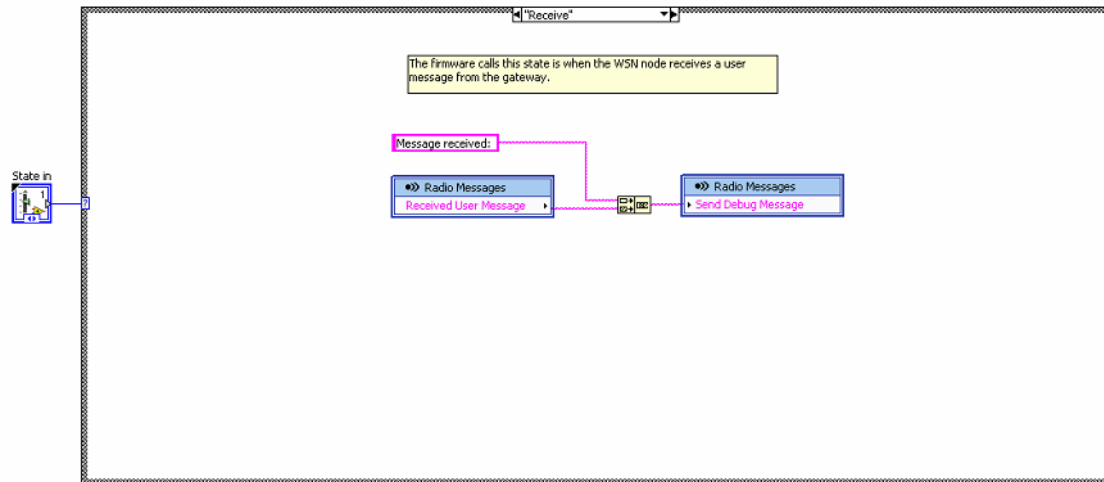 "Receive"
The firmware calls this state is when the WSN node receives a user
message from the gateway.
Message received:
State in
1
?
Radio Messages
Received User Message
Radio Messages
Send Debug Message